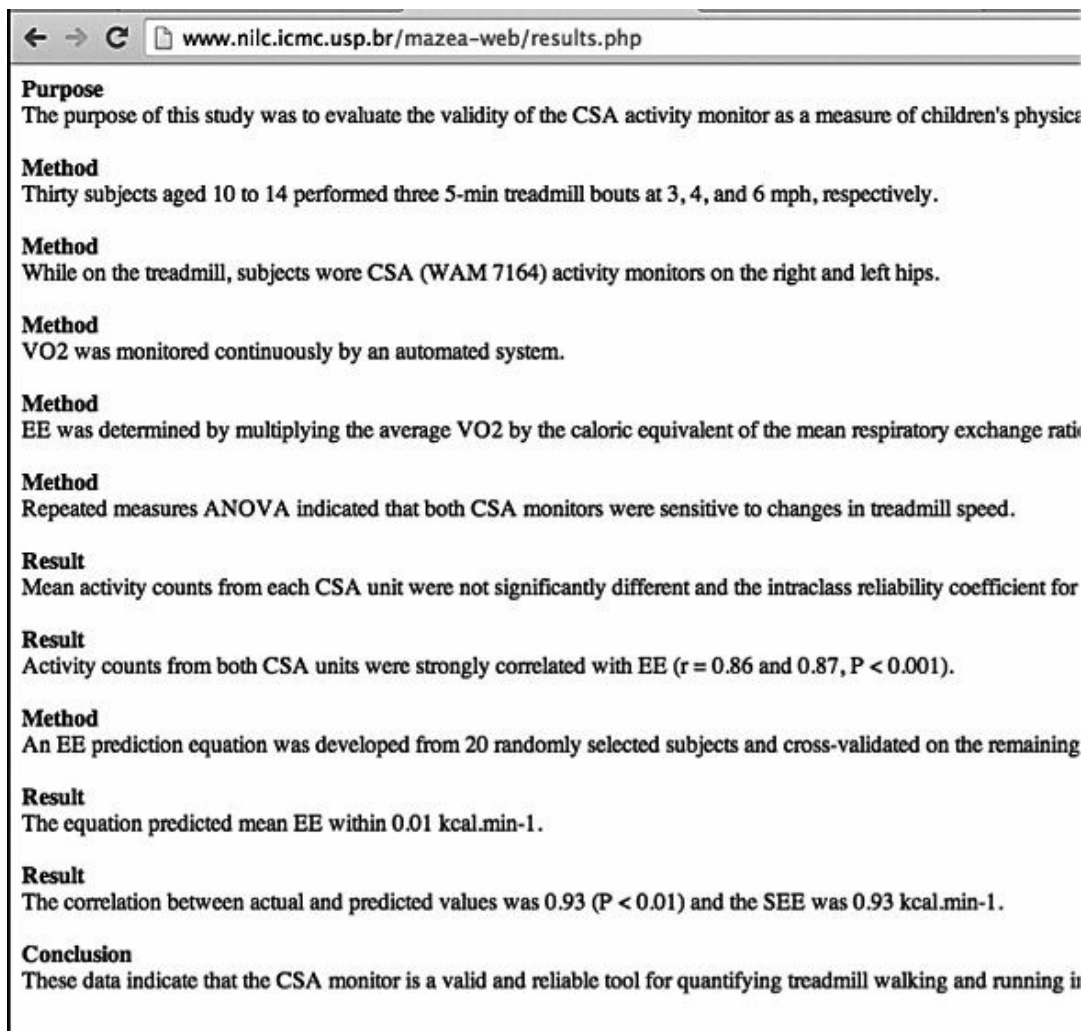 www.nilc.icmc.usp.br/mazea-web/results.php
Purpose
The purpose of this study was to evaluate the validity of the CSA activity monitor as a measure of children's physica
Method
Thirty subjects aged 10 to 14 performed three 5-min treadmill bouts at 3, 4, and 6 mph, respectively.
Method
While on the treadmill, subjects wore CSA (WAM 7164) activity monitors on the right and left hips.
Method
VO2 was monitored continuously by an automated system.
Method
EE was determined by multiplying the average VO2 by the caloric equivalent of the mean respiratory exchange ratio
Method
Repeated measures ANOVA indicated that both CSA monitors were sensitive to changes in treadmill speed.
Result
Mean activity counts from each CSA unit were not significantly different and the intraclass reliability coefficient for
Result
Activity counts from both CSA units were strongly correlated with EE (r = 0.86 and 0.87, P < 0.001).
Method
An EE prediction equation was developed from 20 randomly selected subjects and cross-validated on the remaining
Result
The equation predicted mean EE within 0.01 kcal.min-1.
Result
The correlation between actual and predicted values was 0.93 (P < 0.01) and the SEE was 0.93 kcal.min-1.
Conclusion
These data indicate that the CSA monitor is a valid and reliable tool for quantifying treadmill walking and running